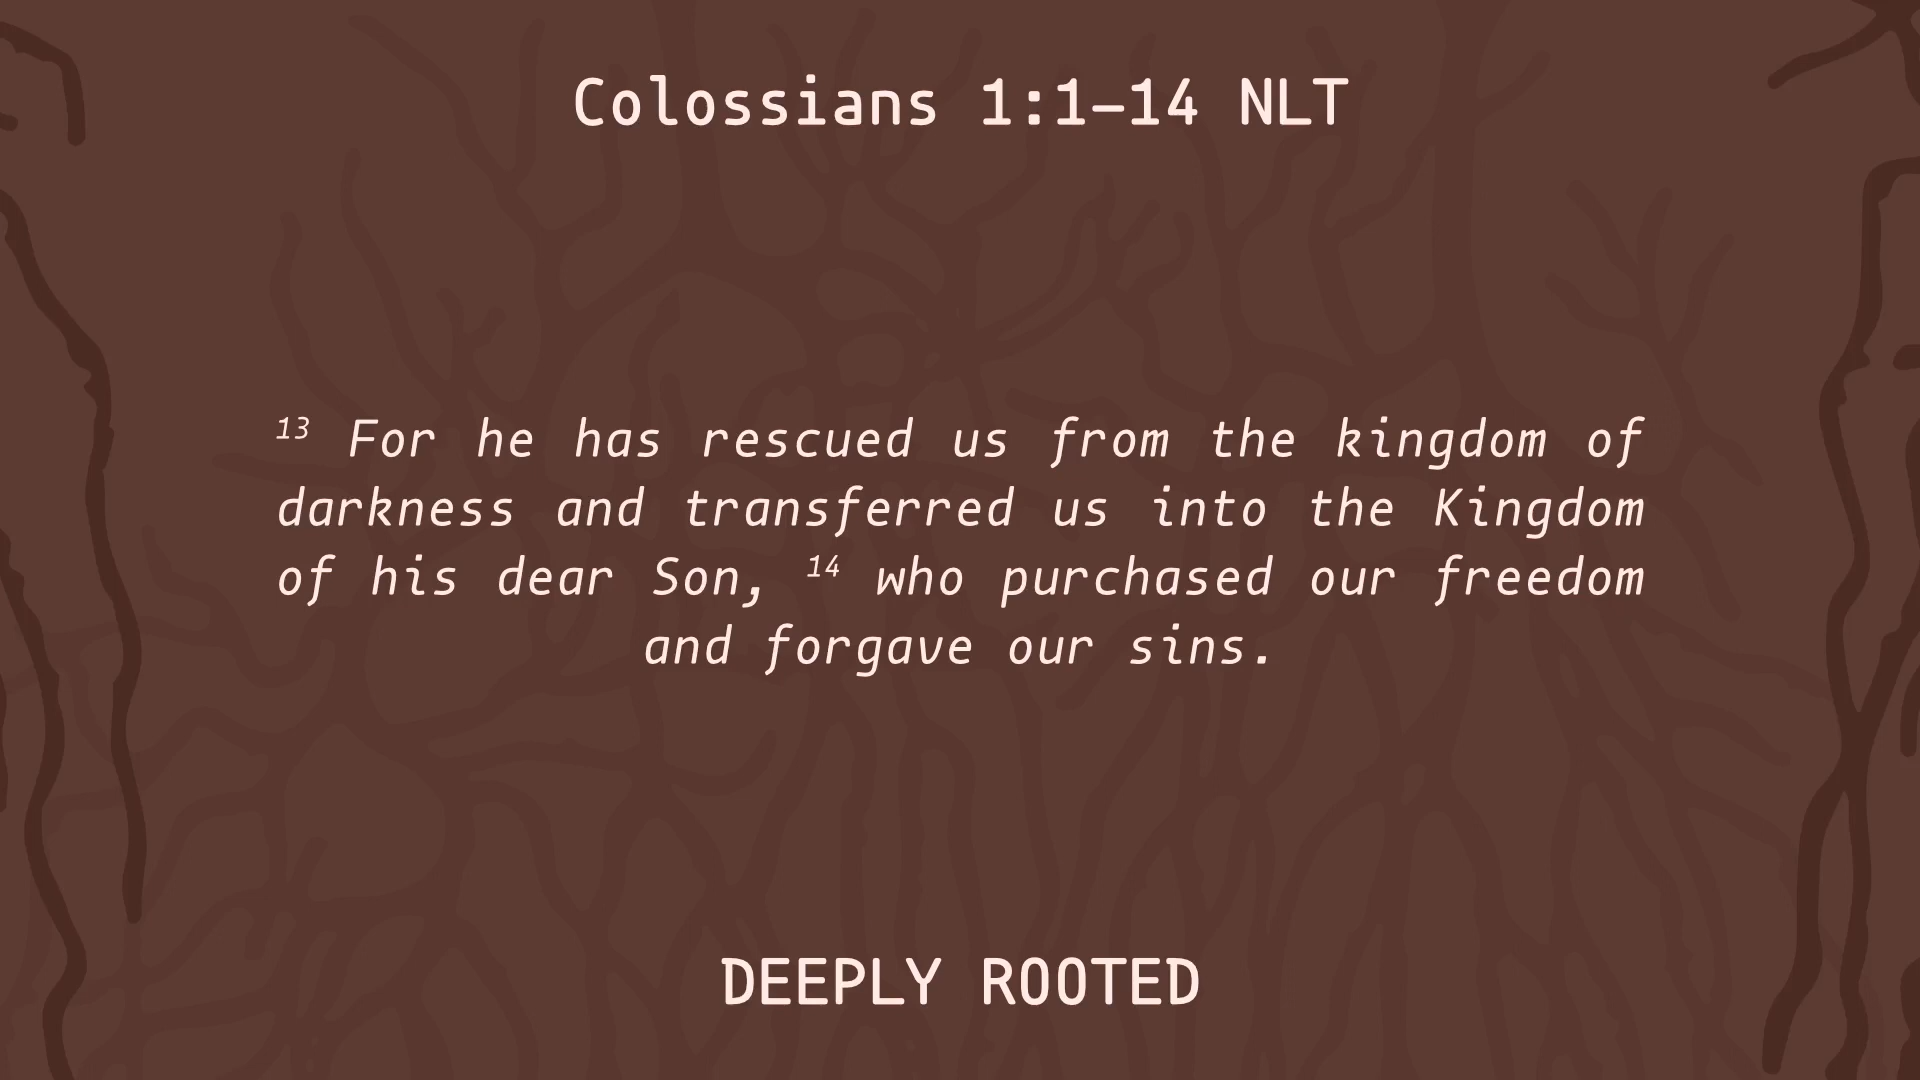 Colossians 1:1–14 NLT
13 For he has rescued us from the kingdom of
darkness and transferred us into the Kingdom
of his dear Son, 14 who purchased our freedom
and forgave our sins.
DEEPLY ROOTED